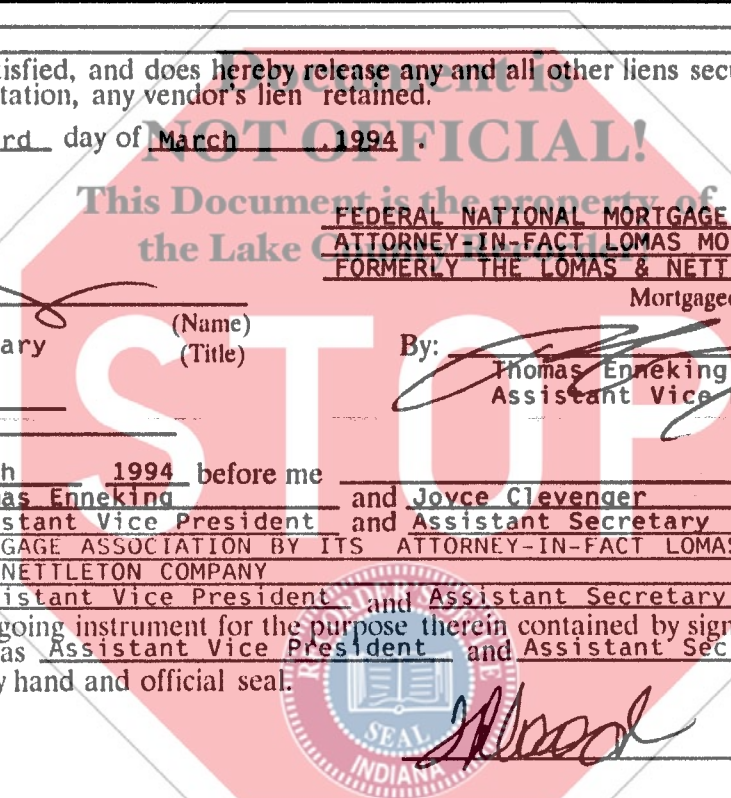 Document is
isfied, and does hereby release any and all other liens secu
tation, any vendor's lien retained.
rd day of March 1994 .
NOT OFFICIAL!
This Document is the property of
the Lake County Recorder!
FEDERAL NATIONAL MORTGAGE
ATTORNEY-IN-FACT LOMAS MO
FORMERLY THE LOMAS & NETT
Mortgagee
(Name)
ary (Title)
By:
Thomas Enneking
Assistant Vice
STOP
h 1994 before me
as Enneking and Joyce Clevenger
stant Vice President and Assistant Secretary
GAGE ASSOCIATION BY ITS ATTORNEY-IN-FACT LOMAS
NETTLETON COMPANY
istant Vice President and Assistant Secretary
going instrument for the purpose therein contained by sign
as Assistant Vice President and Assistant Sec
y hand and official seal.
RECORDER'S OFFICE
SEAL
INDIANA